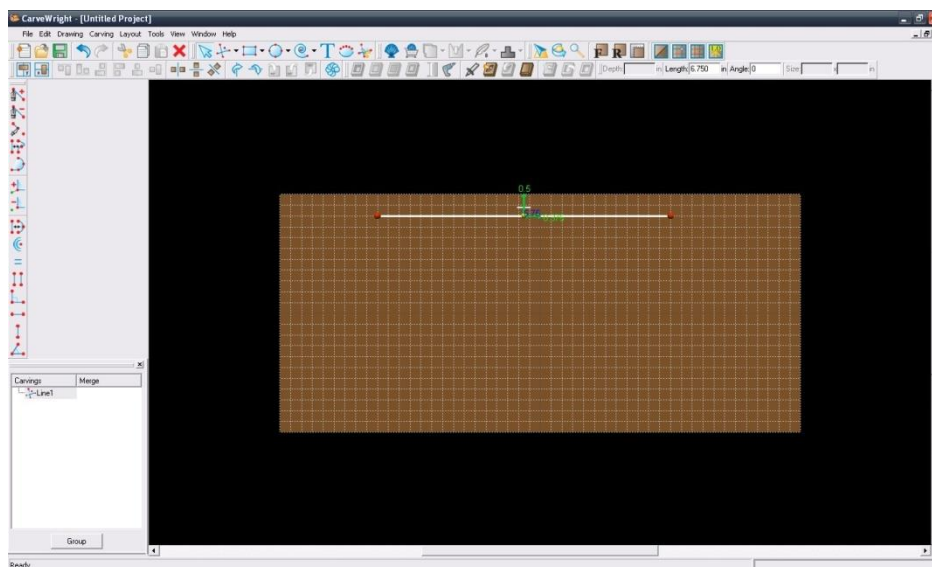 CarveWright - [Untitled Project]
File Edit Drawing Carving Layout Tools View Window Help
Depth: in Length: 6.750 in Angle: 0 Size: x in
0.5
Carvings Merge
Line1
Group
Ready